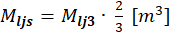 M_ljs = M_lj3 · 2/3 [m³]